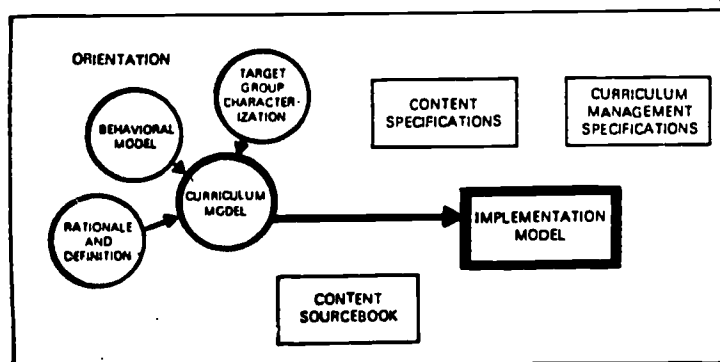 ORIENTATION
TARGET
GROUP
CHARACTER-
IZATION
BEHAVIORAL
MODEL
CONTENT
SPECIFICATIONS
CURRICULUM
MANAGEMENT
SPECIFICATIONS
CURRICULUM
MODEL
RATIONALE
AND
DEFINITION
IMPLEMENTATION
MODEL
CONTENT
SOURCEBOOK